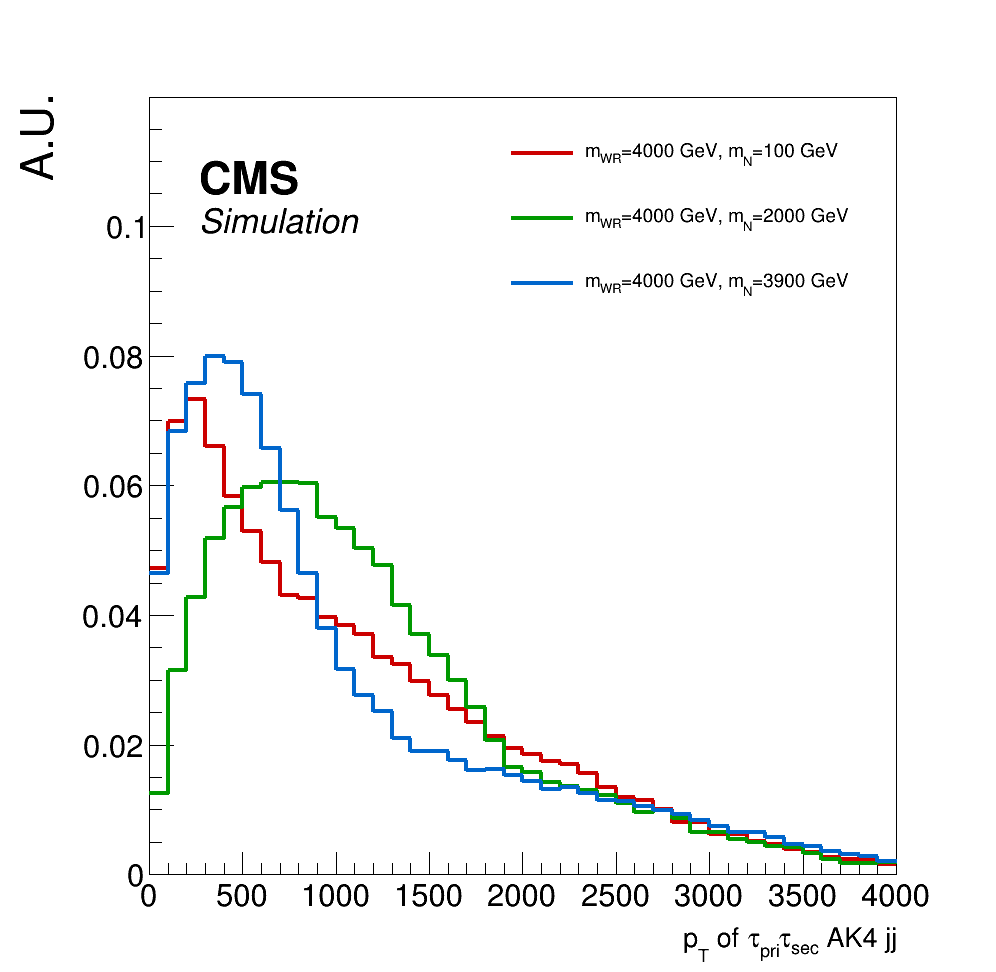 A.U.
CMS
Simulation
mWR=4000 GeV, mN=100 GeV
mWR=4000 GeV, mN=2000 GeV
mWR=4000 GeV, mN=3900 GeV
0.1
0.08
0.06
0.04
0.02
0
0 500 1000 1500 2000 2500 3000 3500 4000
pT of τpriτsec AK4 jj